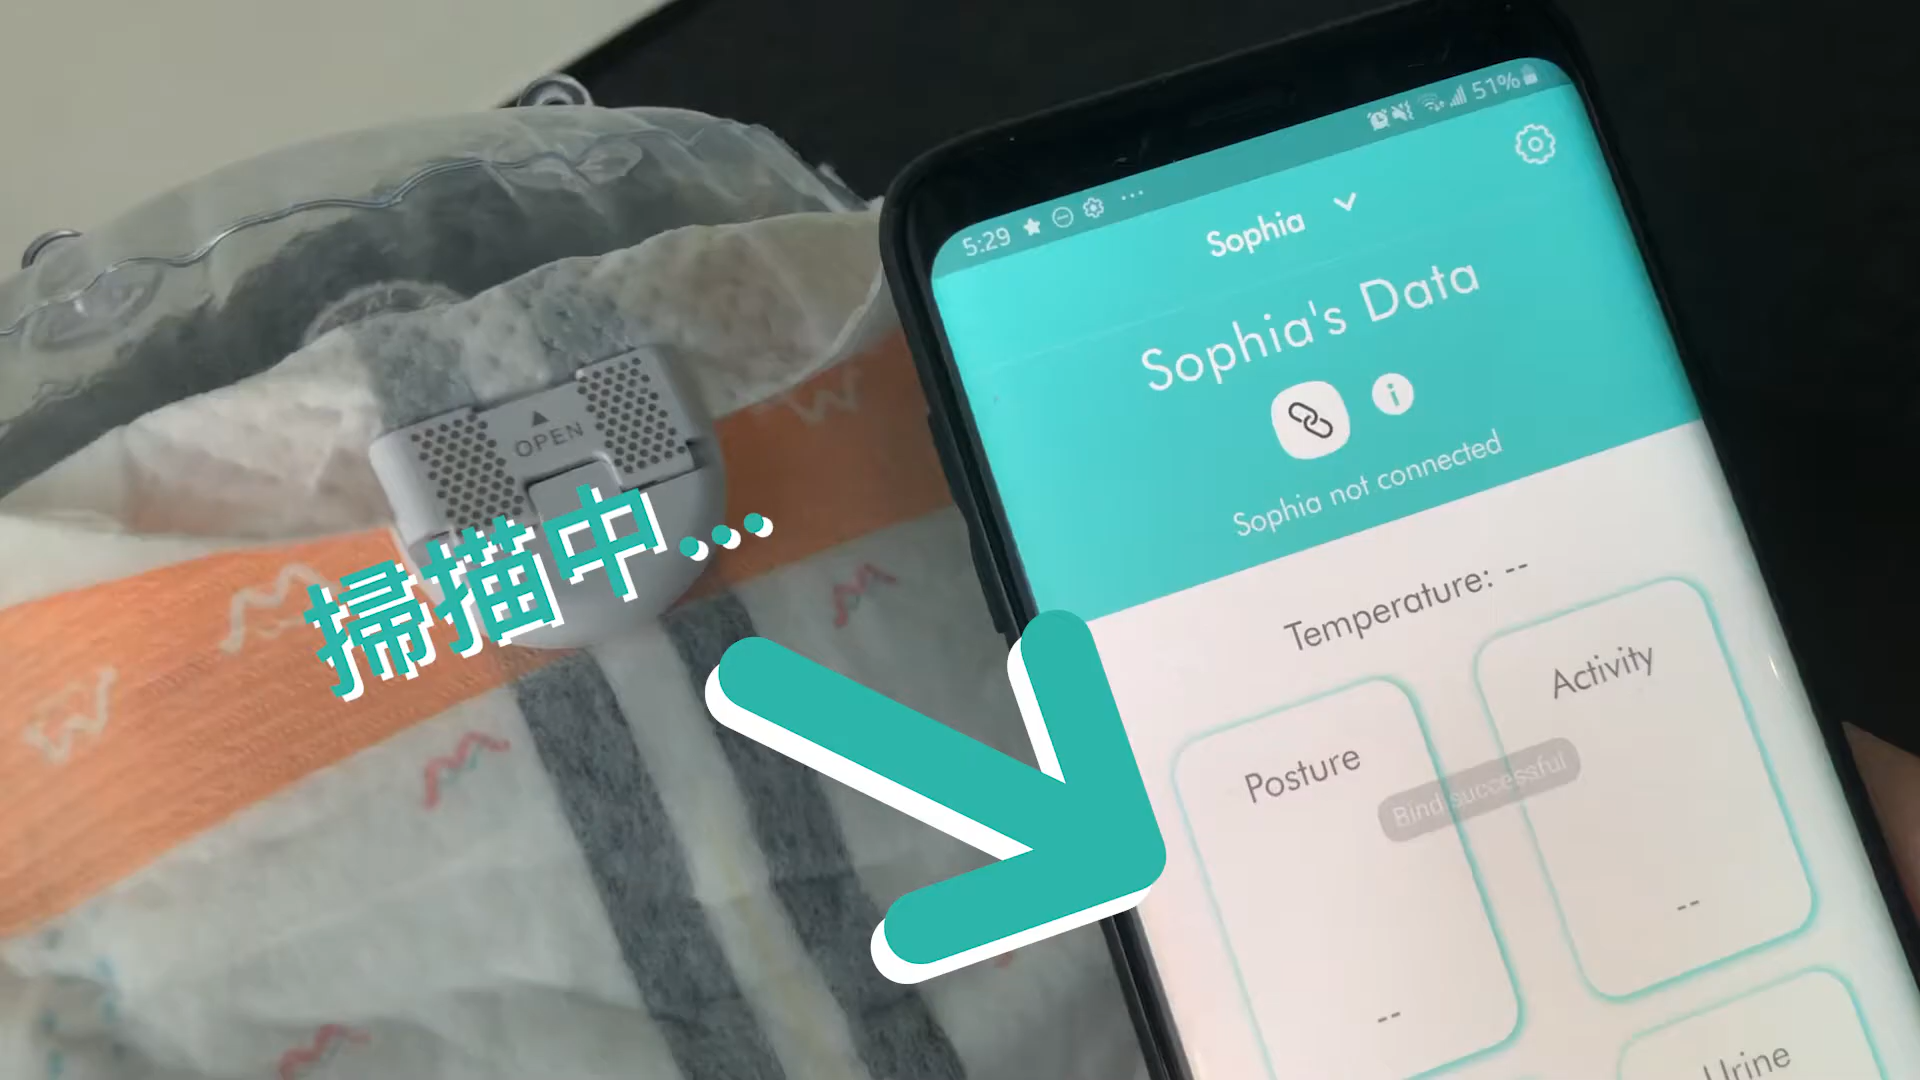 OPEN
掃描中...
5:29 ... 51%
Sophia
Sophia's Data
i
Sophia not connected
Temperature: --
Activity
--
Posture
--
Bind successful
Urine